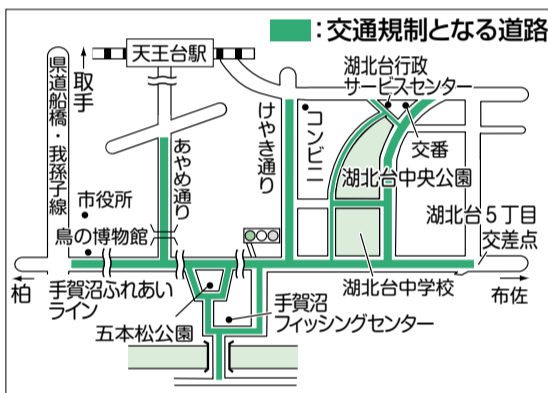 ：交通規制となる道路
天王台駅
取手
県道船橋・我孫子線
湖北台行政
サービスセンター
交番
コンビニ
けやき通り
あやめ通り
湖北台中央公園
市役所
鳥の博物館
湖北台5丁目
交差点
柏
手賀沼ふれあい
ライン
五本松公園
手賀沼
フィッシングセンター
湖北台中学校
布佐